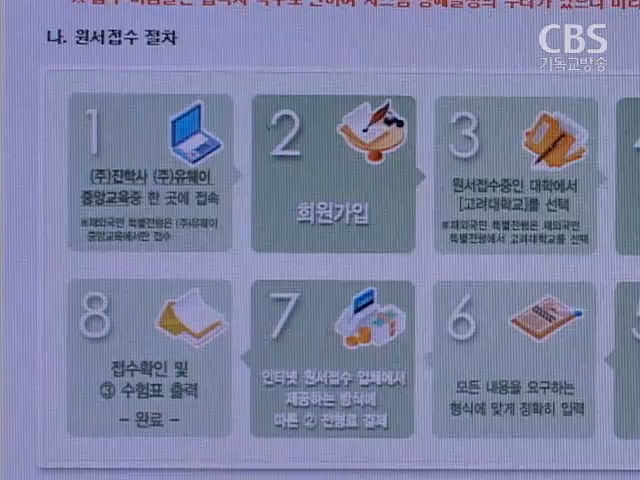 나. 원서접수 절차
CBS
기독교방송
1
(주)진학사 (주)유웨이
중앙교육중 한 곳에 접속
※재외국민 특별전형은 (주)유웨이
중앙교육에서만 접수
2
회원가입
3
원서접수중인 대학에서
[고려대학교]를 선택
※재외국민 특별전형은 재외국민
특별전형에서 고려대학교를 선택
8
접수확인 및
③ 수험표 출력
- 완료 -
7
인터넷 원서접수 업체에서
제공하는 방식에
따른 ② 전형료 결제
6
모든 내용을 요구하는
형식에 맞게 정확히 입력